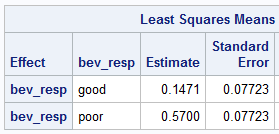 Least Squares Means
Effect bev_resp Estimate Standard Error
bev_resp good 0.1471 0.07723
bev_resp poor 0.5700 0.07723